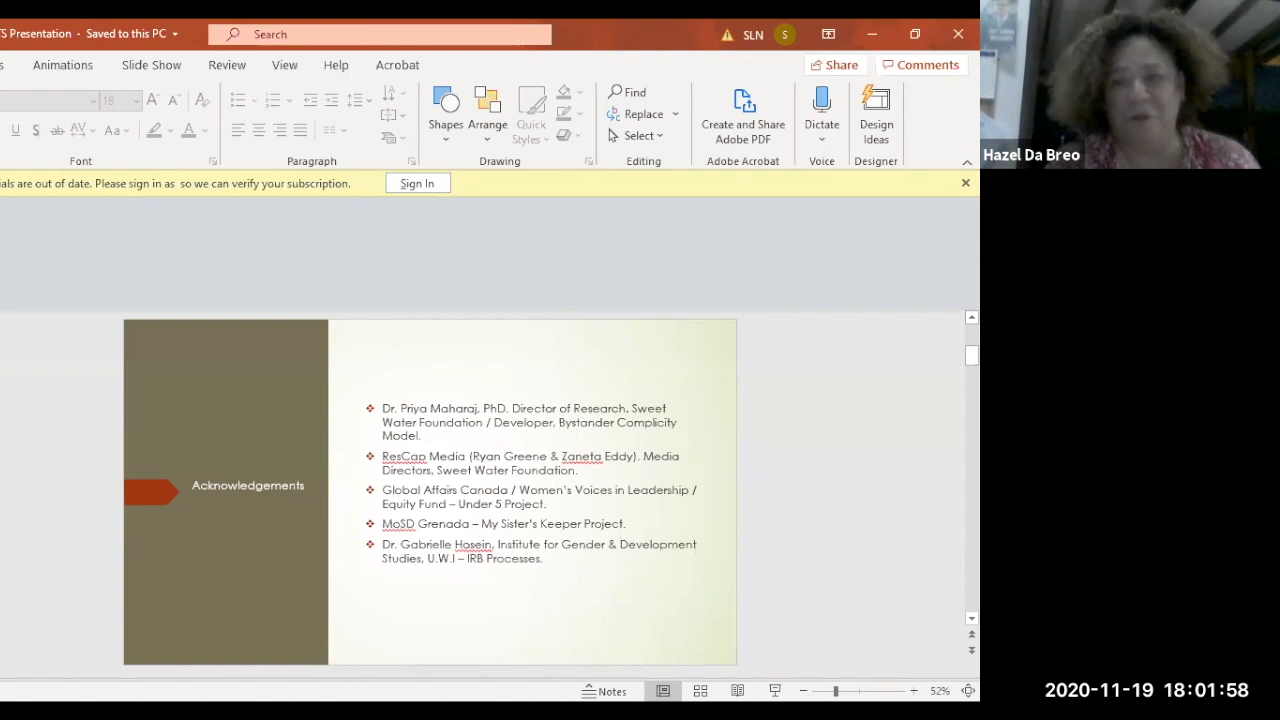 TS Presentation - Saved to this PC
Search
SLN
S
s Animations Slide Show Review View Help Acrobat
Share
Comments
18
Aa
Shapes
Arrange
Quick Styles
Find
Replace
Select
Create and Share Adobe PDF
Dictate
Design Ideas
Font
Paragraph
Drawing
Editing
Adobe Acrobat
Voice
Designer
ials are out of date. Please sign in as so we can verify your subscription.
Sign In
Hazel Da Breo
Acknowledgements
Dr. Priya Maharaj, PhD. Director of Research, Sweet
Water Foundation / Developer, Bystander Complicity
Model.
ResCap Media (Ryan Greene & Zaneta Eddy). Media
Directors, Sweet Water Foundation.
Global Affairs Canada / Women's Voices in Leadership /
Equity Fund – Under 5 Project.
MoSD Grenada – My Sister's Keeper Project.
Dr. Gabrielle Hosein, Institute for Gender & Development
Studies, U.W.I – IRB Processes.
Notes
52%
2020-11-19 18:01:58